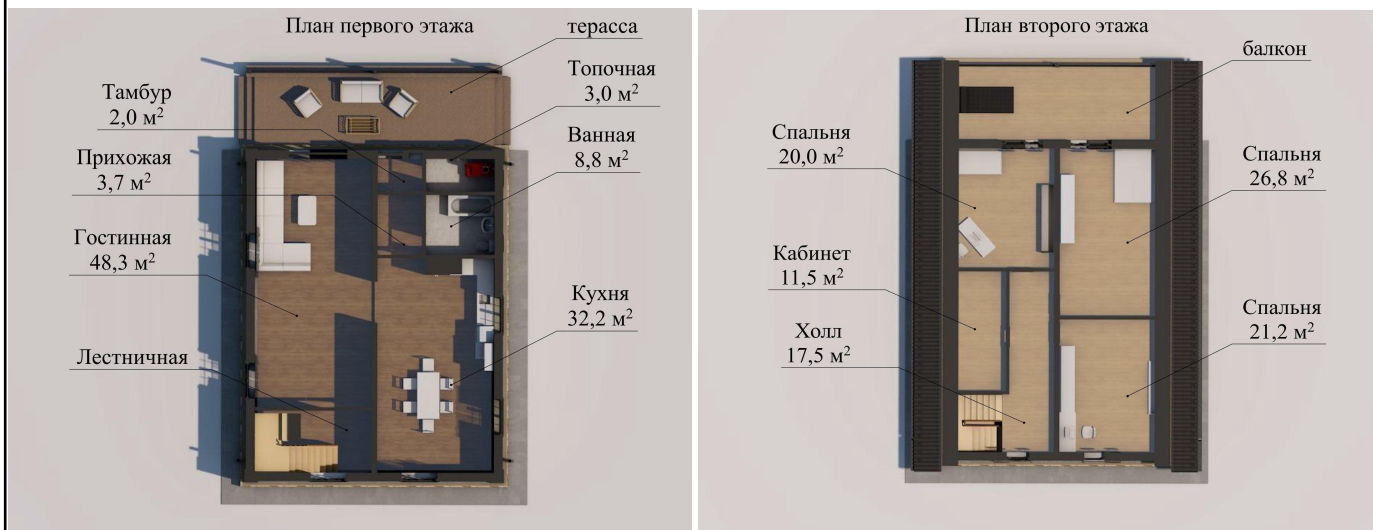 План первого этажа
терасса
Топочная
3,0 м²
Тамбур
2,0 м²
Ванная
8,8 м²
Прихожая
3,7 м²
Гостинная
48,3 м²
Кухня
32,2 м²
Лестничная
План второго этажа
балкон
Спальня
20,0 м²
Спальня
26,8 м²
Кабинет
11,5 м²
Холл
17,5 м²
Спальня
21,2 м²